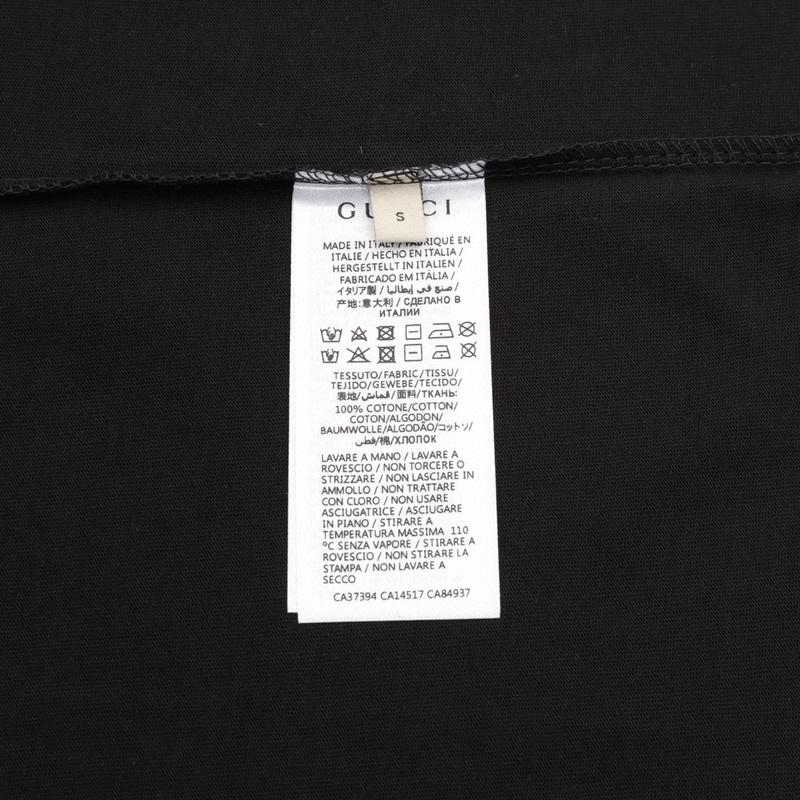 GUCCI
S
MADE IN ITALY / FABRIQUÉ EN
ITALIE / HECHO EN ITALIA /
HERGESTELLT IN ITALIEN /
FABRICADO EM ITÁLIA /
イタリア製 / صنع في إيطاليا /
产地:意大利 / СДЕЛАНО В
ИТАЛИИ
TESSUTO/FABRIC/TISSU/
TEJIDO/GEWEBE/TECIDO/
表地/قماش/面料/ТКАНЬ:
100% COTONE/COTTON/
COTON/ALGODON/
BAUMWOLLE/ALGODÃO/コットン/
قطن/棉/ХЛОПОК
LAVARE A MANO / LAVARE A
ROVESCIO / NON TORCERE O
STRIZZARE / NON LASCIARE IN
AMMOLLO / NON TRATTARE
CON CLORO / NON USARE
ASCIUGATRICE / ASCIUGARE
IN PIANO / STIRARE A
TEMPERATURA MASSIMA 110
°C SENZA VAPORE / STIRARE A
ROVESCIO / NON STIRARE LA
STAMPA / NON LAVARE A
SECCO
CA37394 CA14517 CA84937